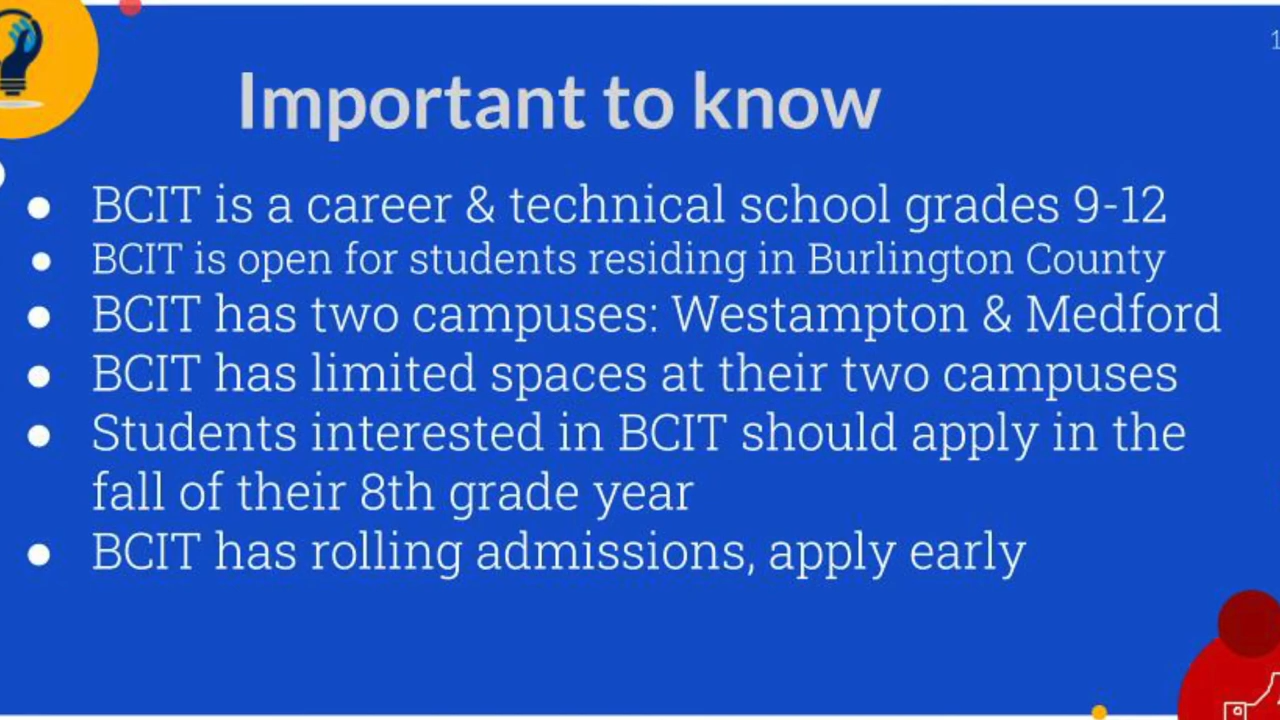 Important to know
● BCIT is a career & technical school grades 9-12
● BCIT is open for students residing in Burlington County
● BCIT has two campuses: Westampton & Medford
● BCIT has limited spaces at their two campuses
● Students interested in BCIT should apply in the
fall of their 8th grade year
● BCIT has rolling admissions, apply early